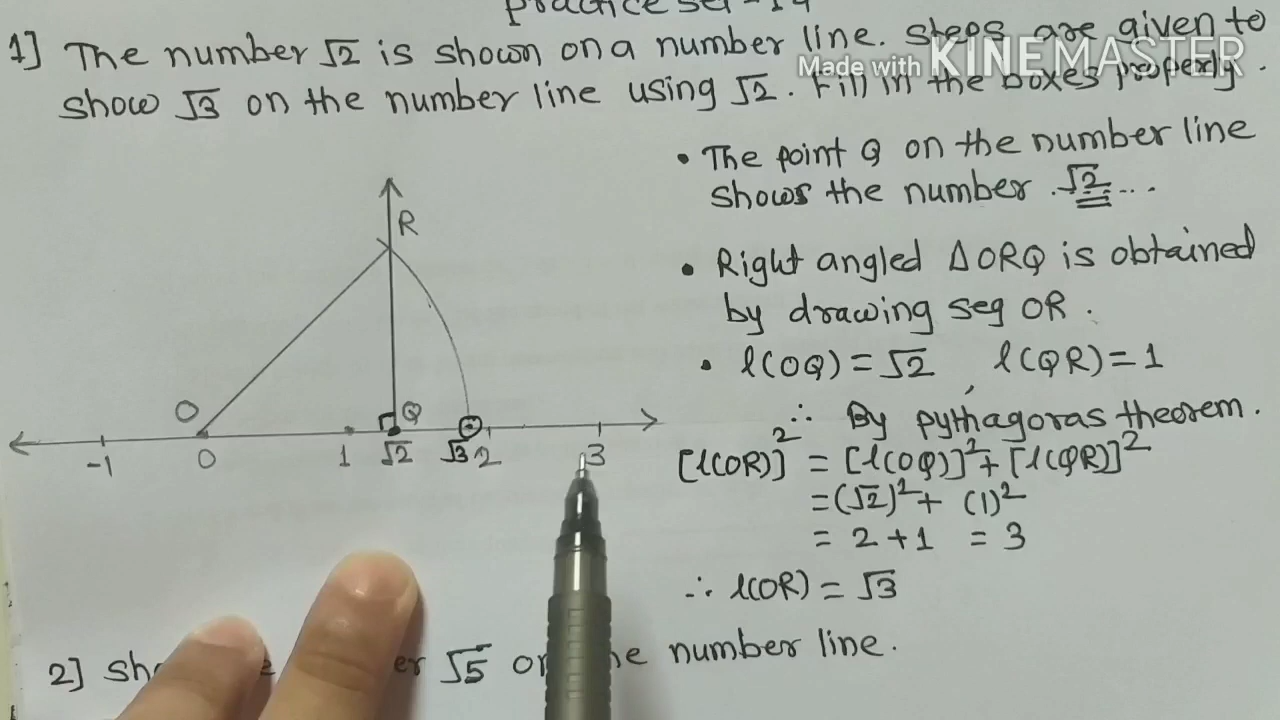 practice set - 14
1] The number √2 is shown on a number line. Steps are given to
show √3 on the number line using √2. Fill in the boxes properly.
Made with KINEMASTER
• The point Q on the number line
shows the number .√2....
• Right angled ΔORQ is obtained
by drawing seg OR.
• l(OQ) = √2 , l(QR) = 1
∴ By pythagoras theorem.
[l(OR)]² = [l(OQ)]² + [l(QR)]²
= (√2)² + (1)²
= 2 + 1 = 3
∴ l(OR) = √3
R
O Q
-1 0 1 √2 √3 2 3
2] √5 number line.